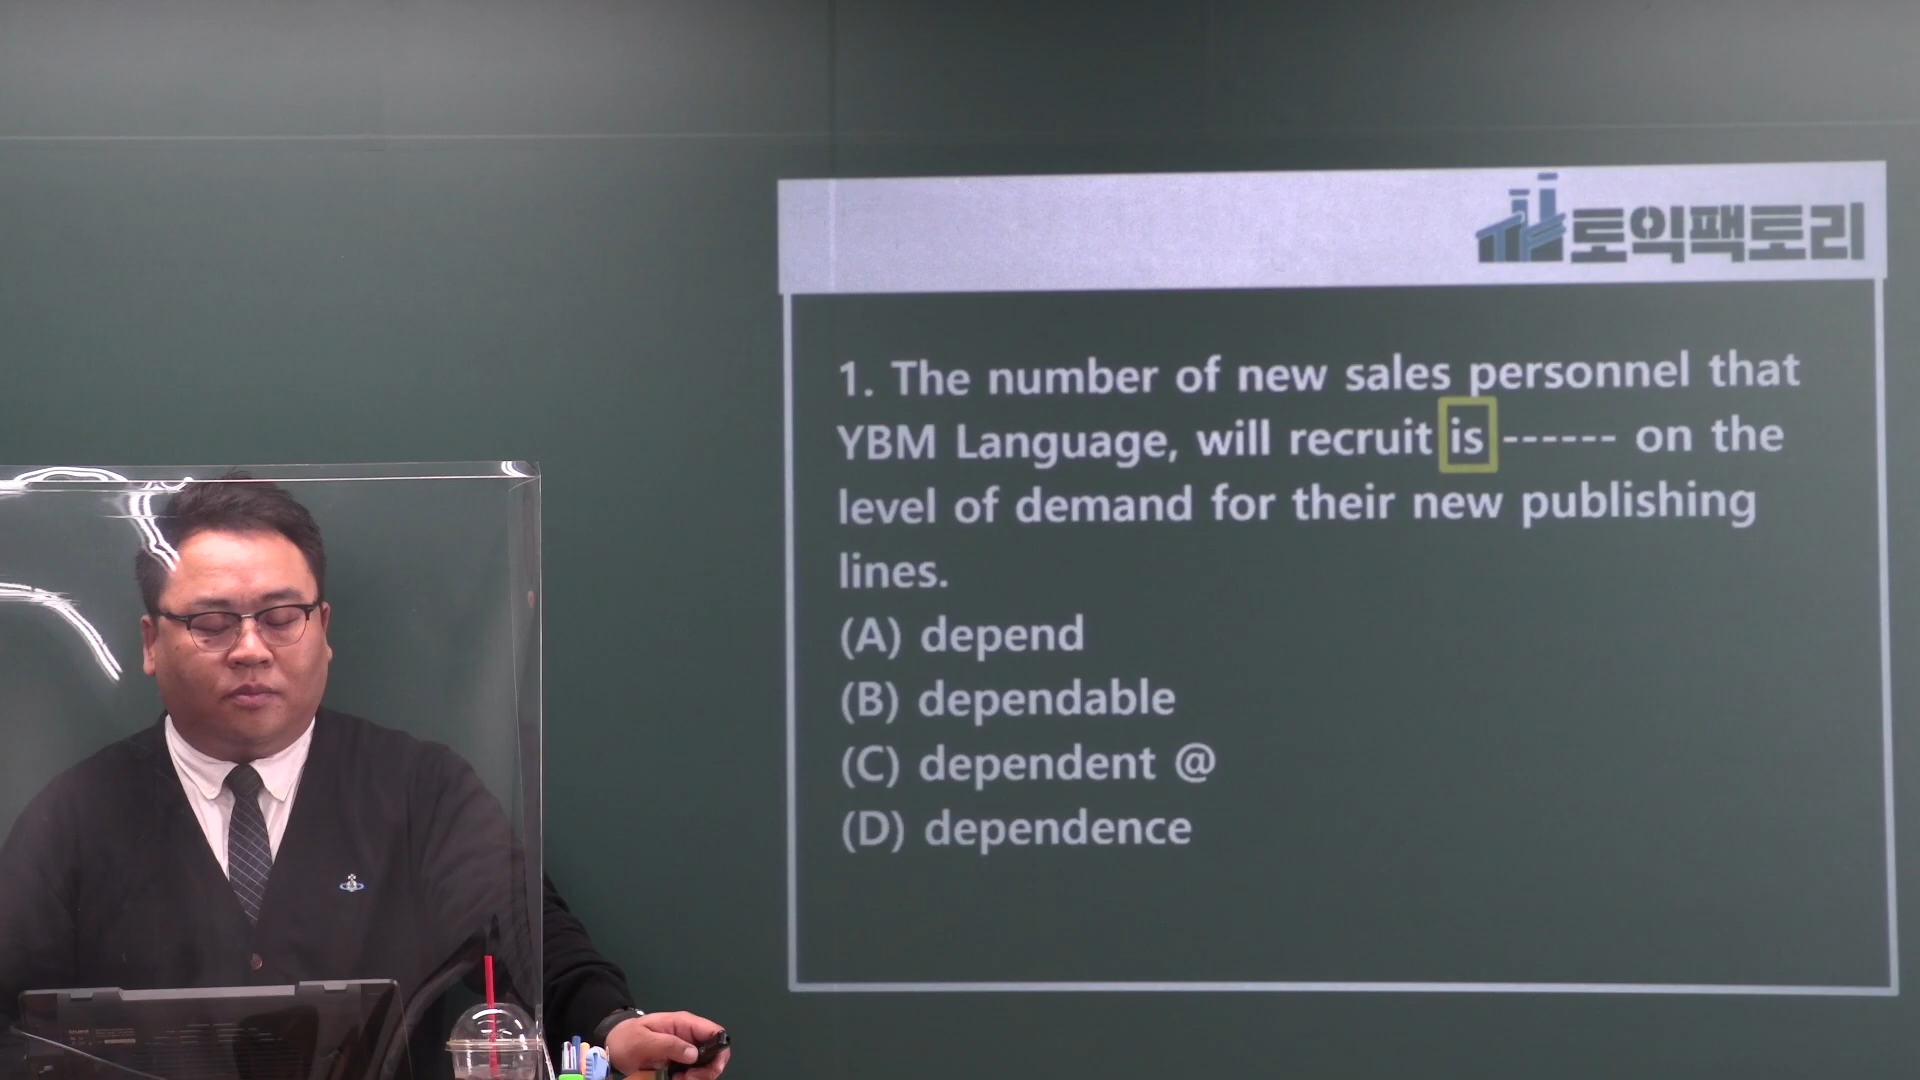 토익팩토리
1. The number of new sales personnel that
YBM Language, will recruit is ------ on the
level of demand for their new publishing
lines.
(A) depend
(B) dependable
(C) dependent @
(D) dependence